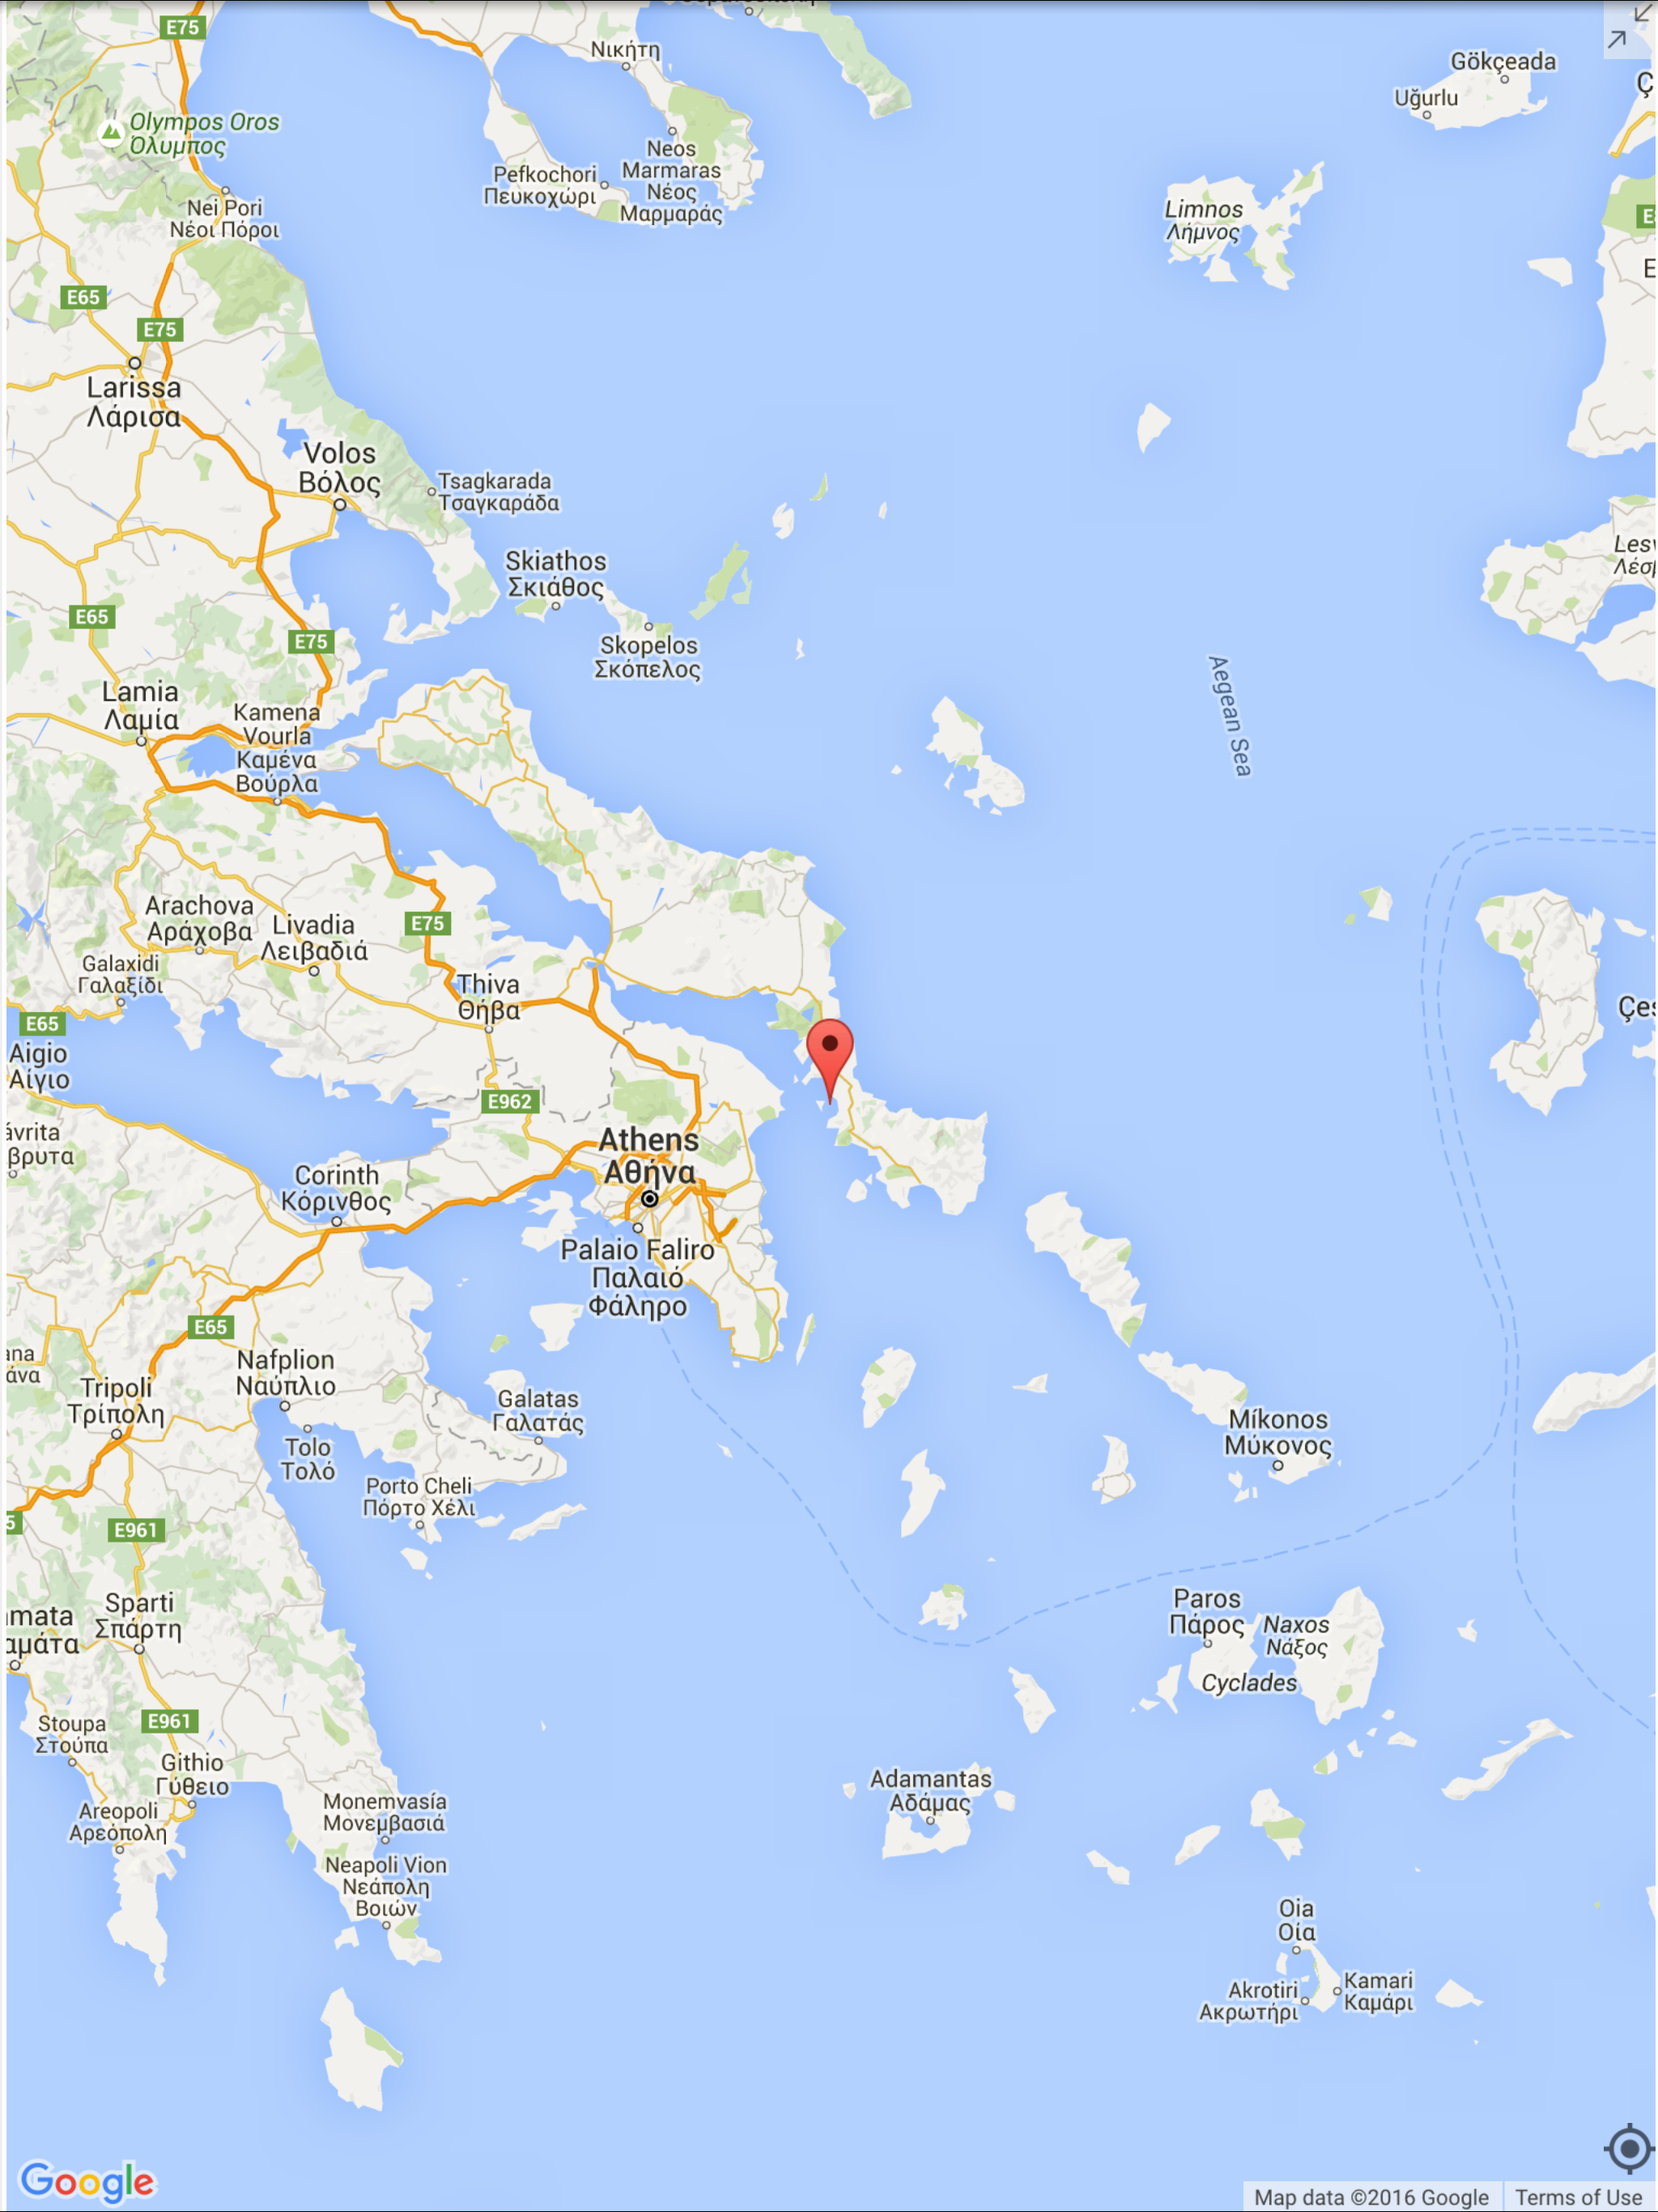 E75
Νικήτη
Gökçeada
Uğurlu
Olympos Oros
Όλυμπος
Neos
Marmaras
Νέος
Μαρμαράς
Pefkochori
Πευκοχώρι
Nei Pori
Νέοι Πόροι
Limnos
Λήμνος
E65
E75
Larissa
Λάρισα
Volos
Βόλος
Tsagkarada
Τσαγκαράδα
Skiathos
Σκιάθος
E65
E75
Skopelos
Σκόπελος
Lamia
Λαμία
Kamena
Vourla
Καμένα
Βούρλα
Aegean Sea
Arachova
Αράχοβα
Livadia
Λειβαδιά
E75
Galaxidi
Γαλαξίδι
Thiva
Θήβα
E65
Aigio
Αίγιο
E962
Athens
Αθήνα
Corinth
Κόρινθος
Palaio Faliro
Παλαιό
Φάληρο
E65
Nafplion
Ναύπλιο
Tripoli
Τρίπολη
Galatas
Γαλατάς
Tolo
Τολό
Porto Cheli
Πόρτο Χέλι
Míkonos
Μύκονος
E961
Sparti
Σπάρτη
Paros
Πάρος
Naxos
Νάξος
Cyclades
Stoupa
Στούπα
E961
Githio
Γύθειο
Areopoli
Αρεόπολη
Monemvasía
Μονεμβασιά
Adamantas
Αδάμας
Neapoli Vion
Νεάπολη
Βοιών
Oia
Οία
Akrotiri
Ακρωτήρι
Kamari
Καμάρι
Google
Map data ©2016 Google
Terms of Use